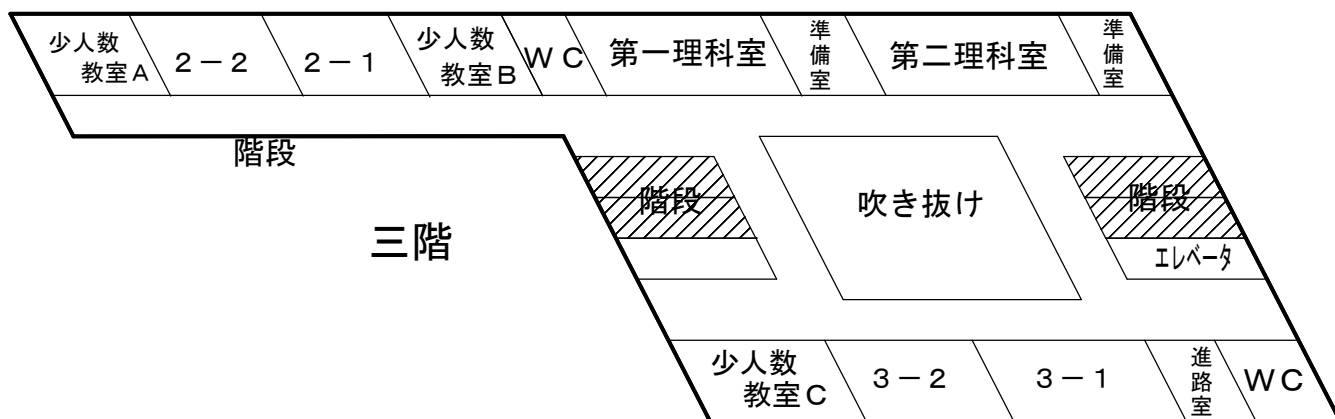 少人数
教室A
2-2
2-1
少人数
教室B
WC
第一理科室
準備室
第二理科室
準備室
階段
階段
吹き抜け
階段
エレベータ
三階
少人数
教室C
3-2
3-1
進路室
WC